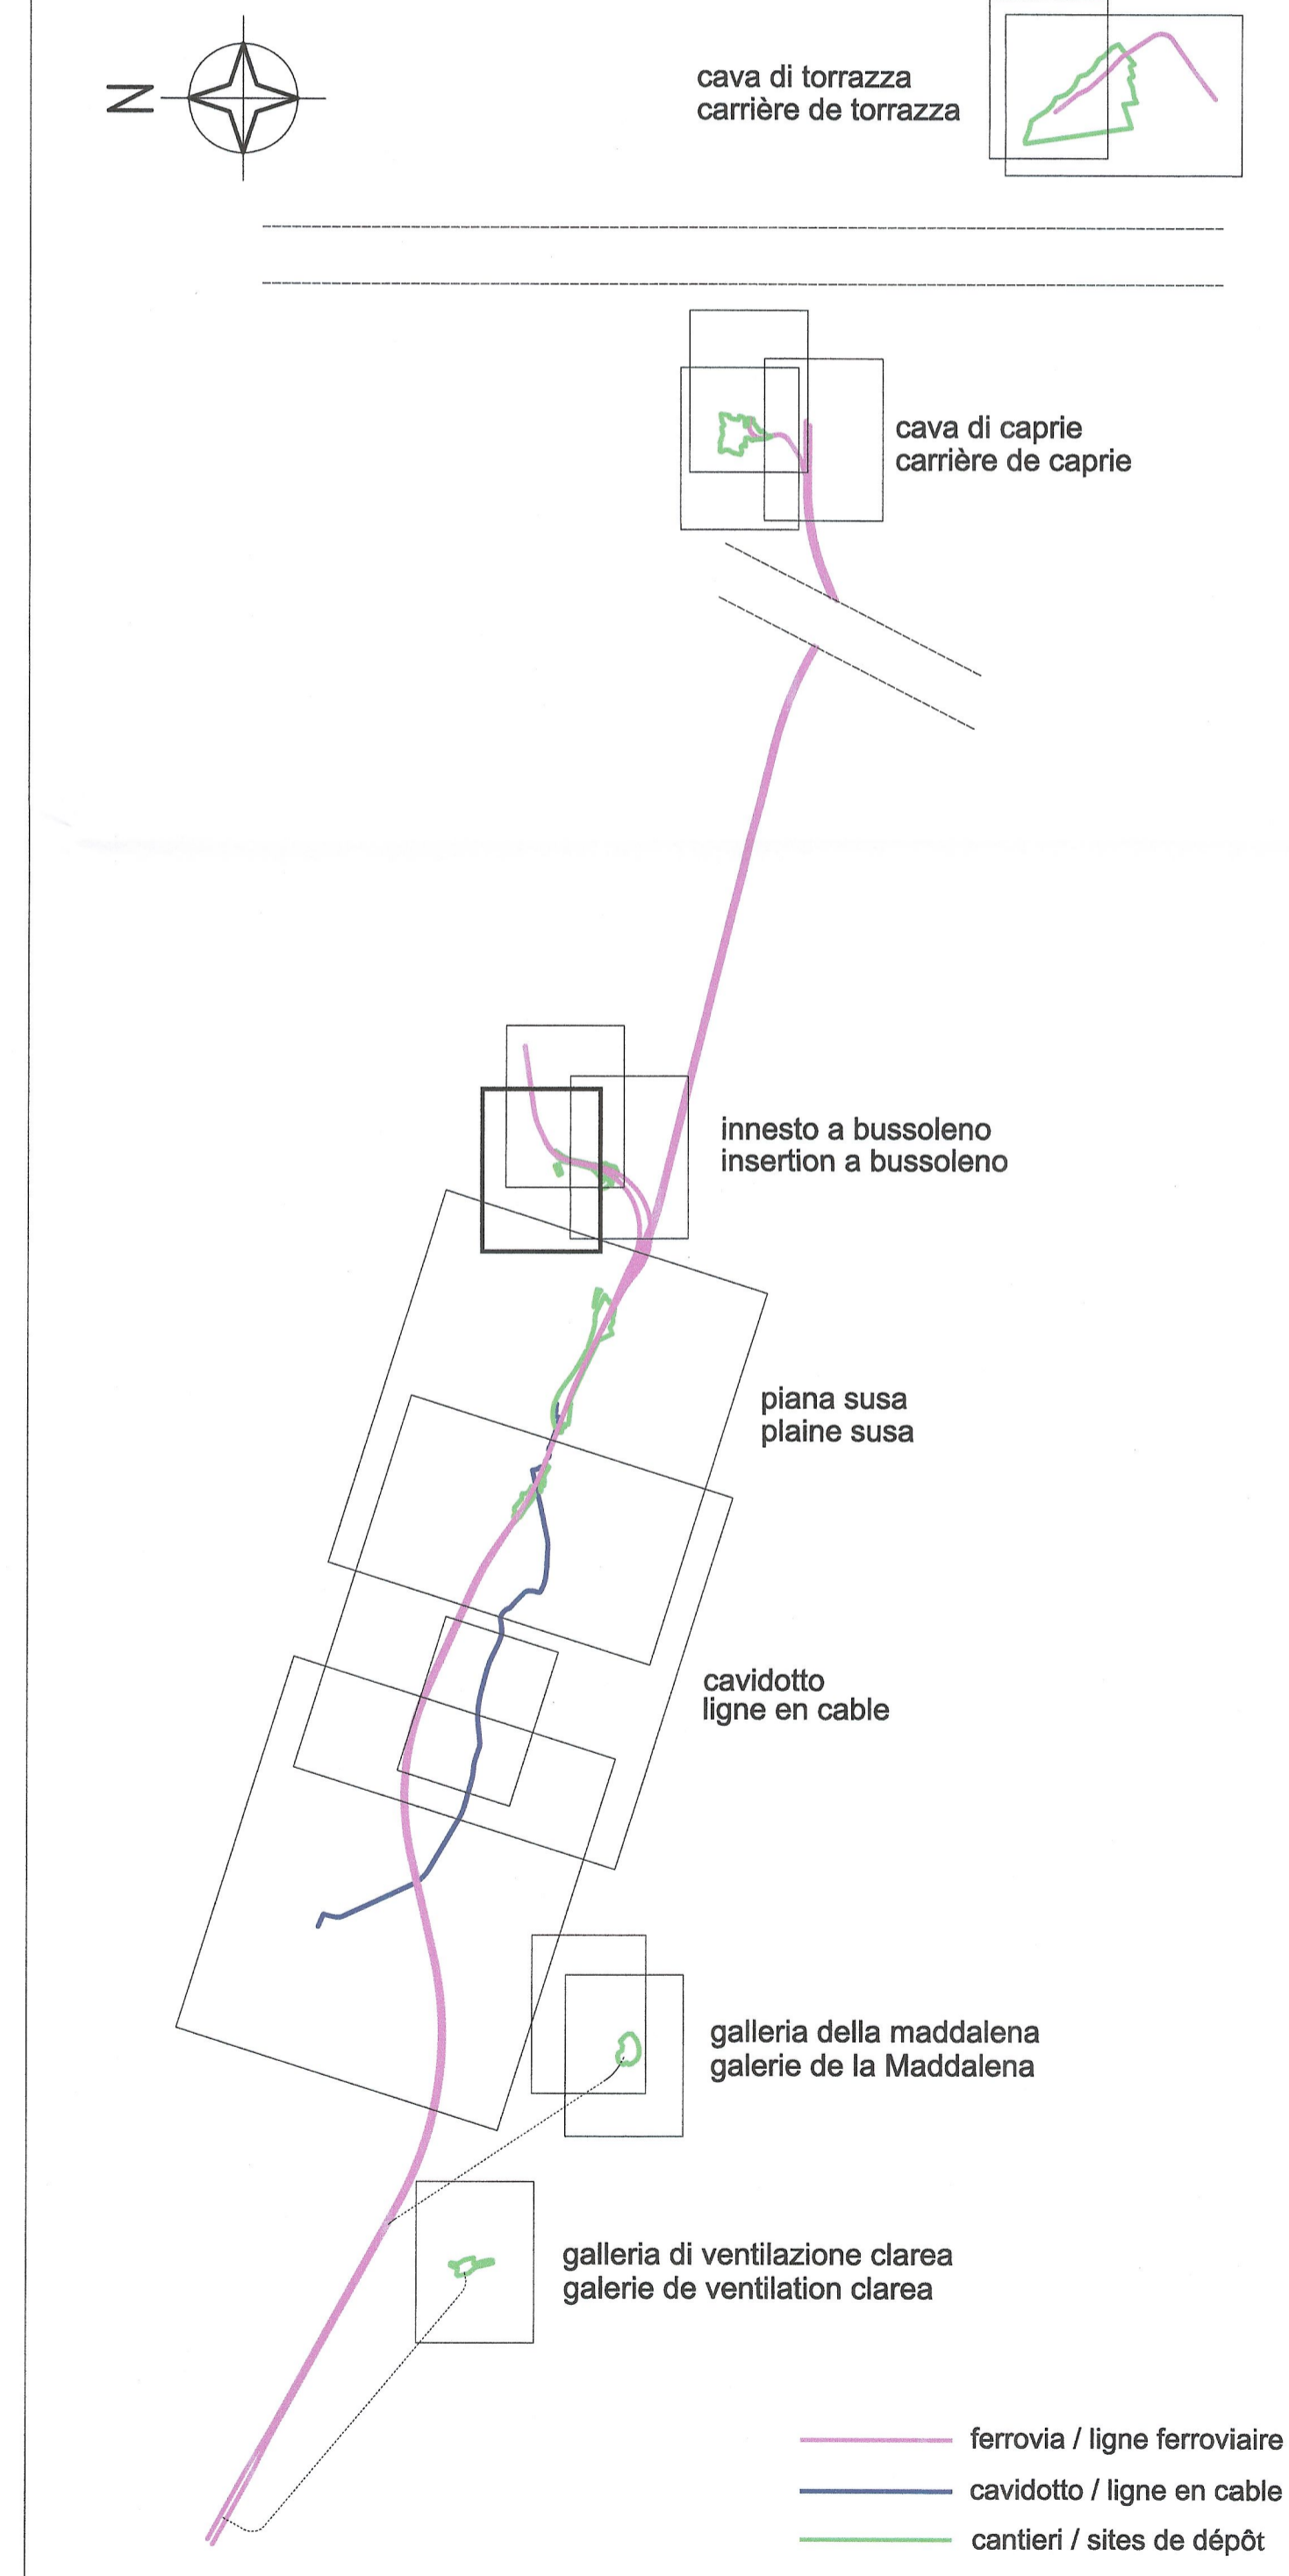 N
cava di torrazza
carrière de torrazza
cava di caprie
carrière de caprie
innesto a bussoleno
insertion a bussoleno
piana susa
plaine susa
cavidotto
ligne en cable
galleria della maddalena
galerie de la Maddalena
galleria di ventilazione clarea
galerie de ventilation clarea
ferrovia / ligne ferroviaire
cavidotto / ligne en cable
cantieri / sites de dépôt